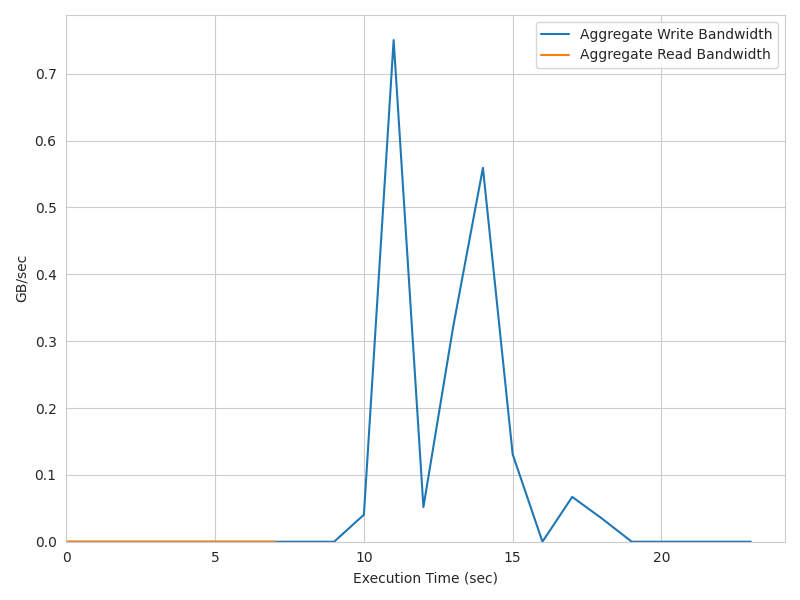 Aggregate Write Bandwidth
Aggregate Read Bandwidth
GB/sec
0.7
0.6
0.5
0.4
0.3
0.2
0.1
0.0
0 5 10 15 20
Execution Time (sec)